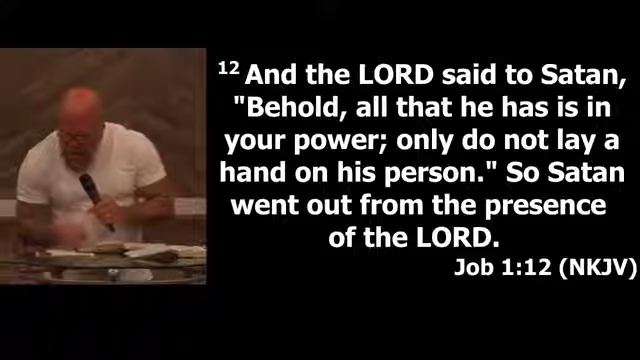 12 And the LORD said to Satan,
"Behold, all that he has is in
your power; only do not lay a
hand on his person." So Satan
went out from the presence
of the LORD.
Job 1:12 (NKJV)